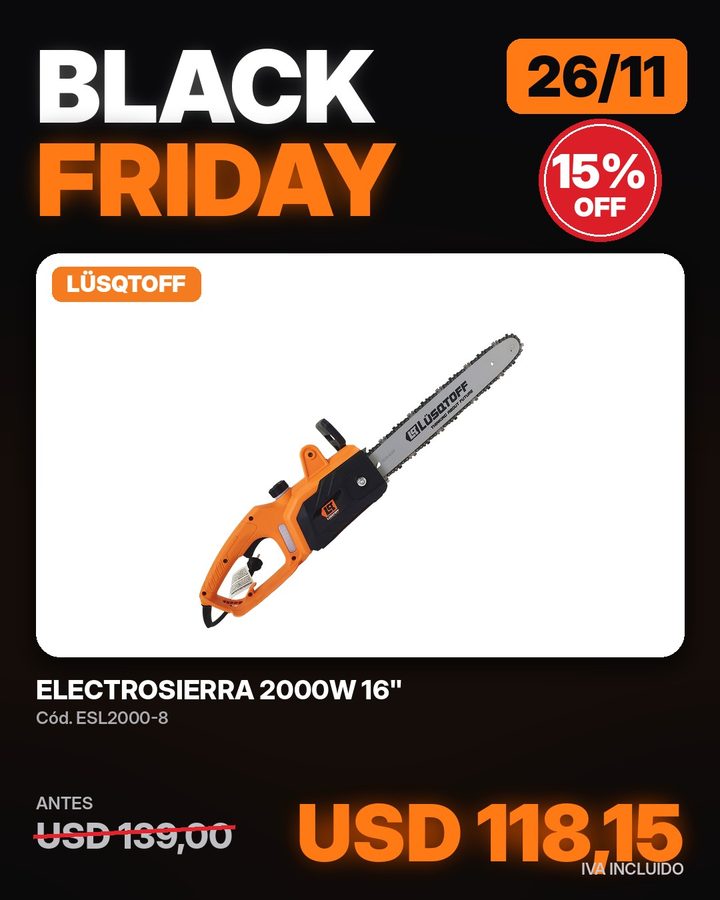 BLACK
FRIDAY
26/11
15%
OFF
LÜSQTOFF
LÜSQTOFF
ELECTROSIERRA 2000W 16"
Cód. ESL2000-8
ANTES
USD 139,00
USD 118,15
IVA INCLUIDO